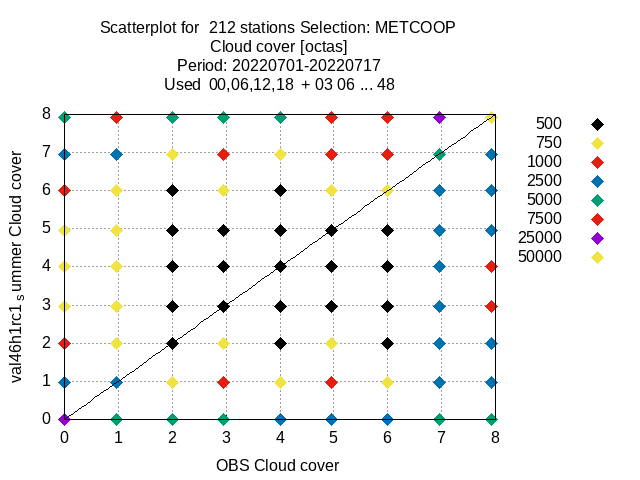 Scatterplot for  212 stations Selection: METCOOP
Cloud cover [octas]
Period: 20220701-20220717
Used  00,06,12,18  + 03 06 ... 48
8
7
6
5
4
3
2
1
0
0 1 2 3 4 5 6 7 8
val46h1rc1 summer Cloud cover
OBS Cloud cover
500
750
1000
2500
5000
7500
25000
50000